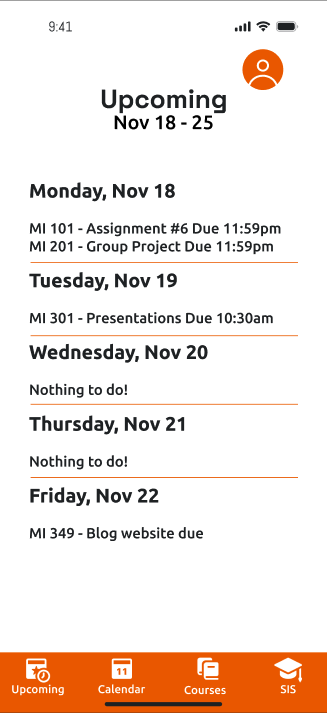 9:41
Upcoming
Nov 18 - 25
Monday, Nov 18
MI 101 - Assignment #6 Due 11:59pm
MI 201 - Group Project Due 11:59pm
Tuesday, Nov 19
MI 301 - Presentations Due 10:30am
Wednesday, Nov 20
Nothing to do!
Thursday, Nov 21
Nothing to do!
Friday, Nov 22
MI 349 - Blog website due
11
Upcoming Calendar Courses SIS